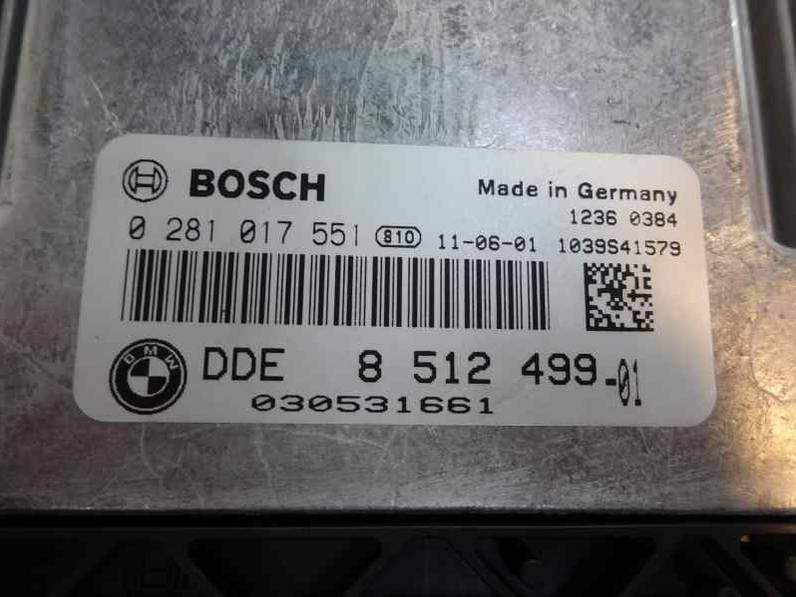 BOSCH Made in Germany
1236 0384
0 281 017 551 810 11-06-01 1039S41579
BMW DDE 8 512 499-01
030531661